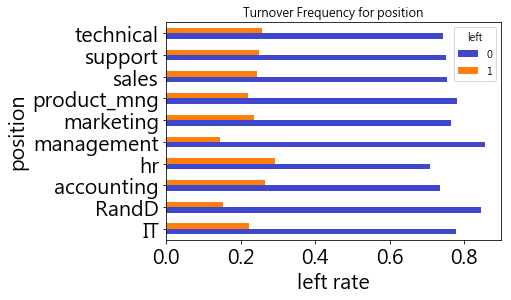 Turnover Frequency for position
left
0
1
technical
support
sales
product_mng
marketing
management
hr
accounting
RandD
IT
position
0.0 0.2 0.4 0.6 0.8
left rate